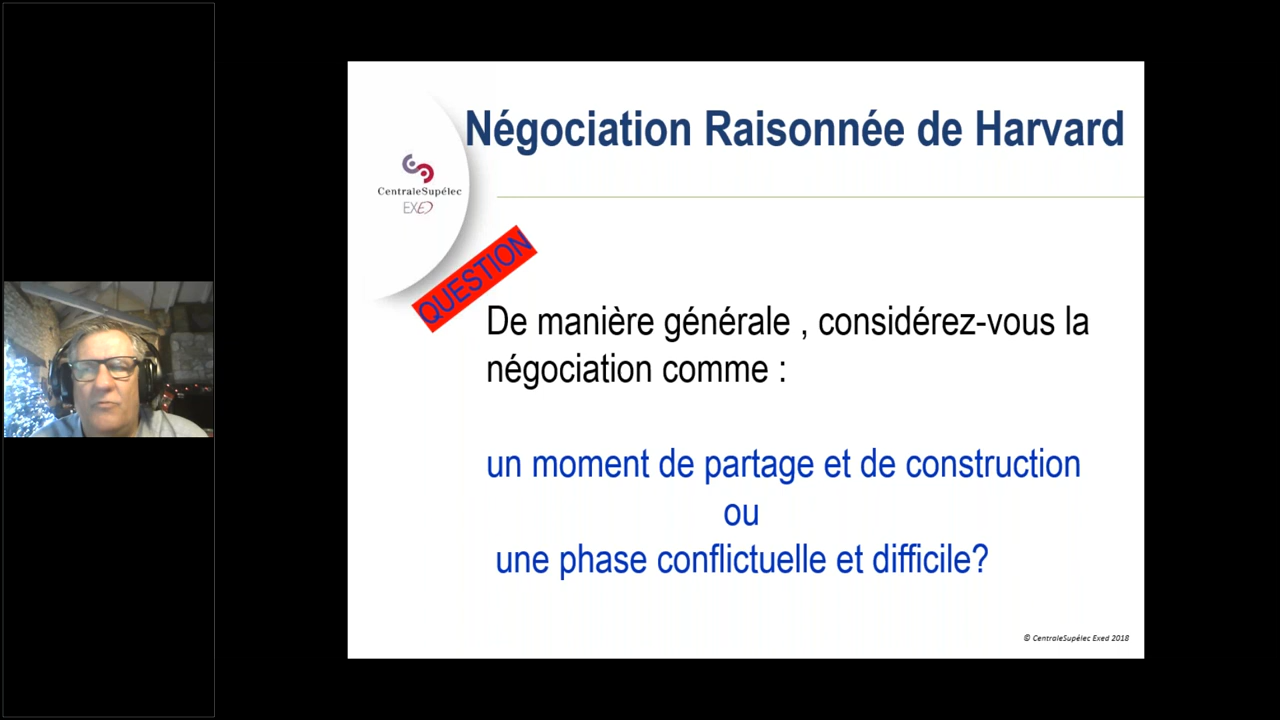 Négociation Raisonnée de Harvard
CentraleSupélec
EXED
QUESTION
De manière générale , considérez-vous la
négociation comme :
un moment de partage et de construction
ou
une phase conflictuelle et difficile?
© CentraleSupélec Exed 2018